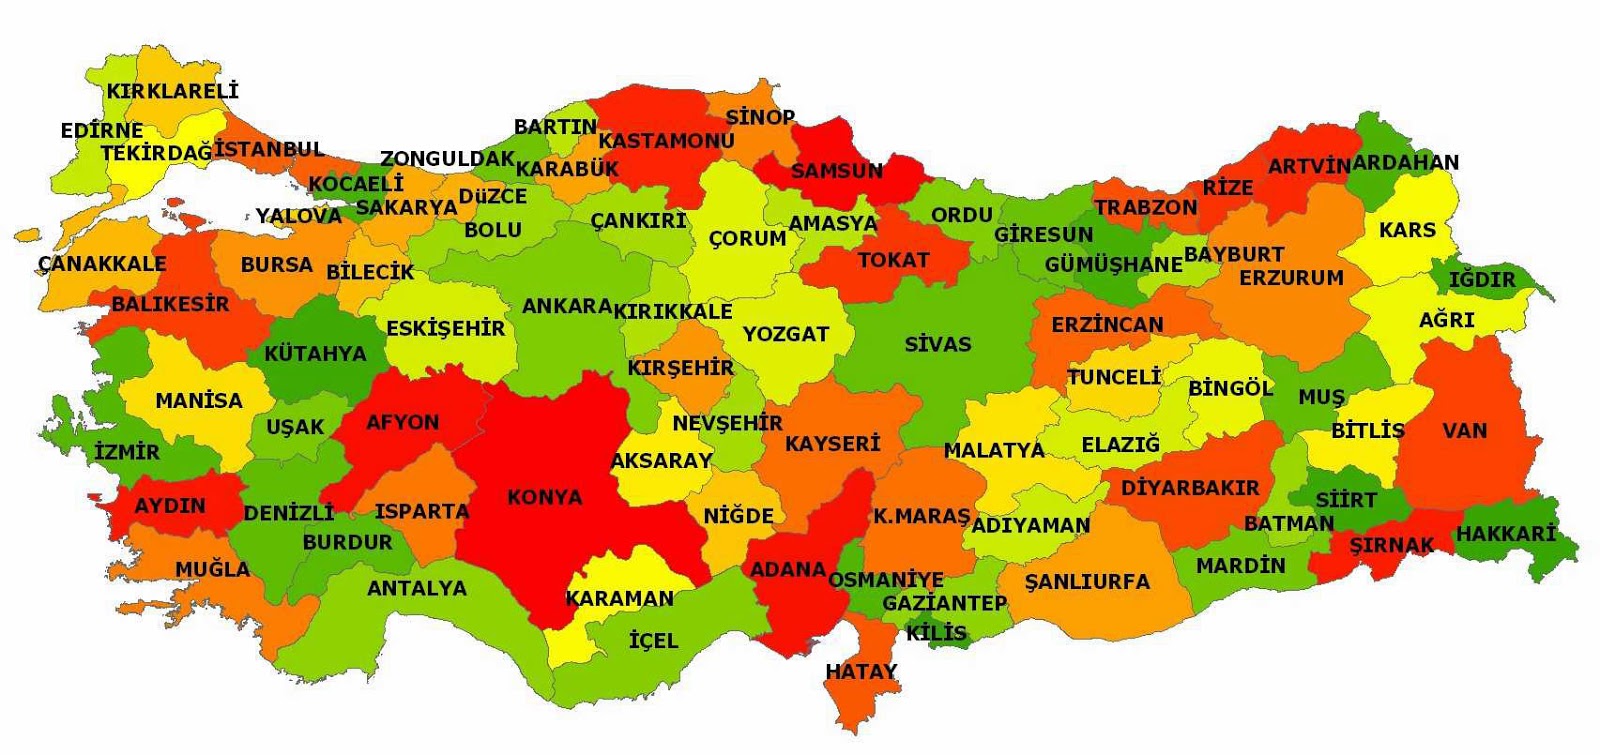 KIRKLARELİ
EDİRNE
TEKİRDAĞ
İSTANBUL
KOCAELİ
YALOVA
SAKARYA
DüZCE
ZONGULDAK
BARTIN
KARABÜK
KASTAMONU
SİNOP
SAMSUN
ÇANKIRI
BOLU
ÇORUM
AMASYA
TOKAT
ORDU
GİRESUN
GÜMÜŞHANE
TRABZON
RİZE
ARTVİN
ARDAHAN
KARS
BAYBURT
ERZURUM
IĞDIR
AĞRI
ÇANAKKALE
BALIKESİR
BURSA
BİLECİK
ESKİŞEHİR
ANKARA
KIRIKKALE
YOZGAT
SİVAS
ERZİNCAN
TUNCELİ
BİNGÖL
MUŞ
BİTLİS
VAN
KÜTAHYA
MANİSA
UŞAK
AFYON
KIRŞEHİR
NEVŞEHİR
KAYSERİ
MALATYA
ELAZIĞ
İZMİR
AKSARAY
AYDIN
DENİZLİ
ISPARTA
KONYA
NİĞDE
K.MARAŞ
ADIYAMAN
DİYARBAKIR
BATMAN
SİİRT
ŞIRNAK
HAKKARİ
BURDUR
MUĞLA
ANTALYA
KARAMAN
İÇEL
ADANA
OSMANİYE
GAZİANTEP
KİLİS
ŞANLIURFA
MARDİN
HATAY